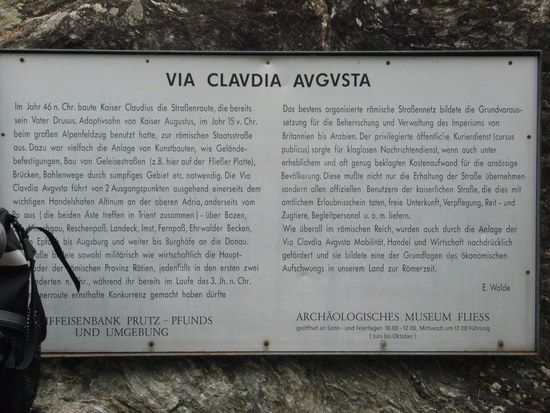 VIA CLAVDIA AVGVSTA
Im Jahr 46 n. Chr. baute Kaiser Claudius die Straßenroute, die bereits
sein Vater Drusus, Adoptivsohn von Kaiser Augustus, im Jahr 15 v. Chr.
beim großen Alpenfeldzug benutzt hatte, zur römischen Staatsstraße
aus. Dazu war vielfach die Anlage von Kunstbauten, wie Gelände-
befestigungen, Bau von Geleisestraßen (z.B. hier auf der Fließer Platte),
Brücken, Bohlenwege durch sumpfiges Gebiet etc. notwendig. Die Via
Claudia Avgvsta führt von 2 Ausgangspunkten ausgehend einerseits dem
wichtigen Handelshafen Altinum an der oberen Adria, anderseits vom
Po aus ( die beiden Äste treffen in Trient zusammen) - über Bozen,
Reschenpaß, Landeck, Imst, Fernpaß, Ehrwalder Becken,
bis Augsburg und weiter bis Burghöfe an die Donau.
sowohl militärisch wie wirtschaftlich die Haupt-
der römischen Provinz Rätien, jedenfalls in den ersten zwei
n. Chr., während ihr bereits im Laufe des 3. Jh. n. Chr.
ernsthafte Konkurrenz gemacht haben dürfte
PRUTZ - PFUNDS
UND UMGEBUNG
Das bestens organisierte römische Straßennetz bildete die Grundvoraus-
setzung für die Beherrschung und Verwaltung des Imperiums von
Britannien bis Arabien. Der privilegierte öffentliche Kurierdienst (cursus
publicus) sorgte für klaglosen Nachrichtendienst, wenn auch unter
erheblichem und oft genug beklagten Kostenaufwand für die ansässige
Bevölkerung. Diese mußte nicht nur die Erhaltung der Straße übernehmen
sondern allen offiziellen Benutzern der kaiserlichen Straße, die dies mit
amtlichem Erlaubnisschein taten, freie Unterkunft, Verpflegung, Reit - und
Zugtiere, Begleitpersonal u. a. m. liefern.
Wie überall im römischen Reich, wurden auch durch die Anlage der
Via Claudia Avgvsta Mobilität, Handel und Wirtschaft nachdrücklich
gefördert und sie bildete eine der Grundlagen des ökonomischen
Aufschwungs in unserem Land zur Römerzeit.
E. Walde
ARCHÄOLOGISCHES MUSEUM FLIESS
geöffnet an Sonn - und Feiertagen 10.00 -12.00, Mittwoch um 17.00 Führung
( Juni bis Oktober )